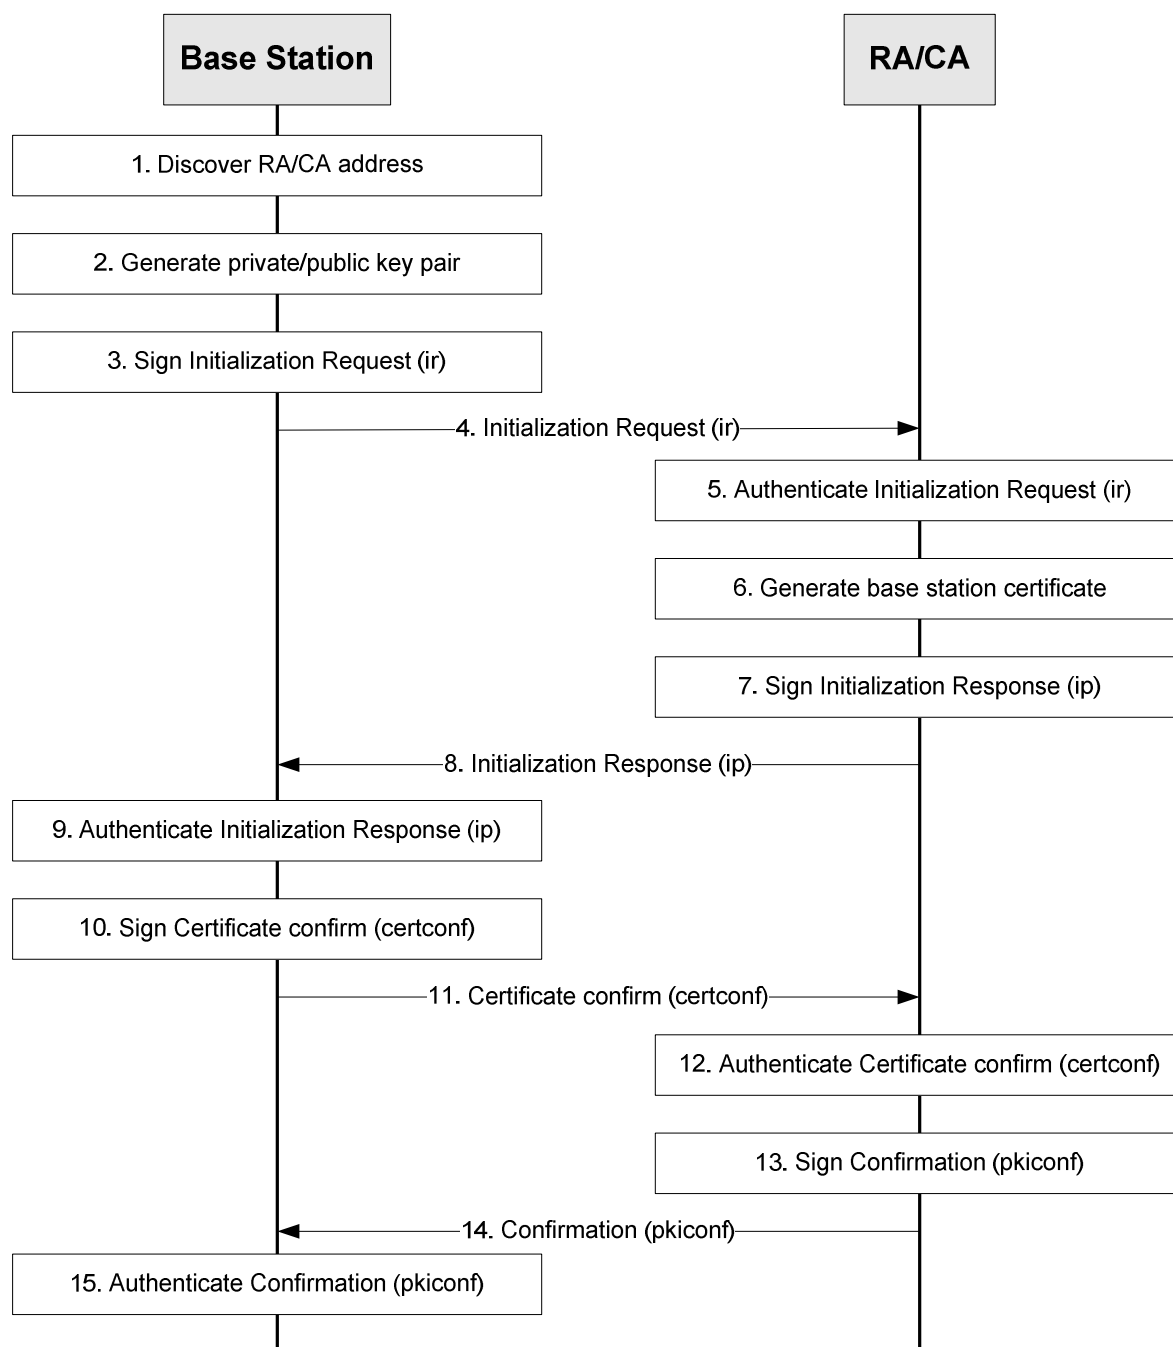 Base Station
RA/CA
1. Discover RA/CA address
2. Generate private/public key pair
3. Sign Initialization Request (ir)
4. Initialization Request (ir)
5. Authenticate Initialization Request (ir)
6. Generate base station certificate
7. Sign Initialization Response (ip)
8. Initialization Response (ip)
9. Authenticate Initialization Response (ip)
10. Sign Certificate confirm (certconf)
11. Certificate confirm (certconf)
12. Authenticate Certificate confirm (certconf)
13. Sign Confirmation (pkiconf)
14. Confirmation (pkiconf)
15. Authenticate Confirmation (pkiconf)